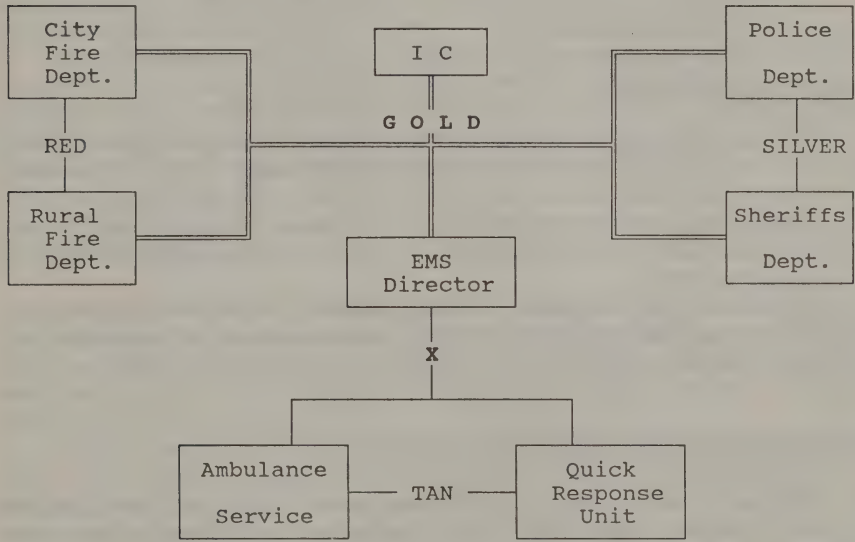 City
Fire
Dept.
I C
Police
Dept.
G O L D
RED
SILVER
Rural
Fire
Dept.
EMS
Director
Sheriffs
Dept.
X
Ambulance
Service
TAN
Quick
Response
Unit